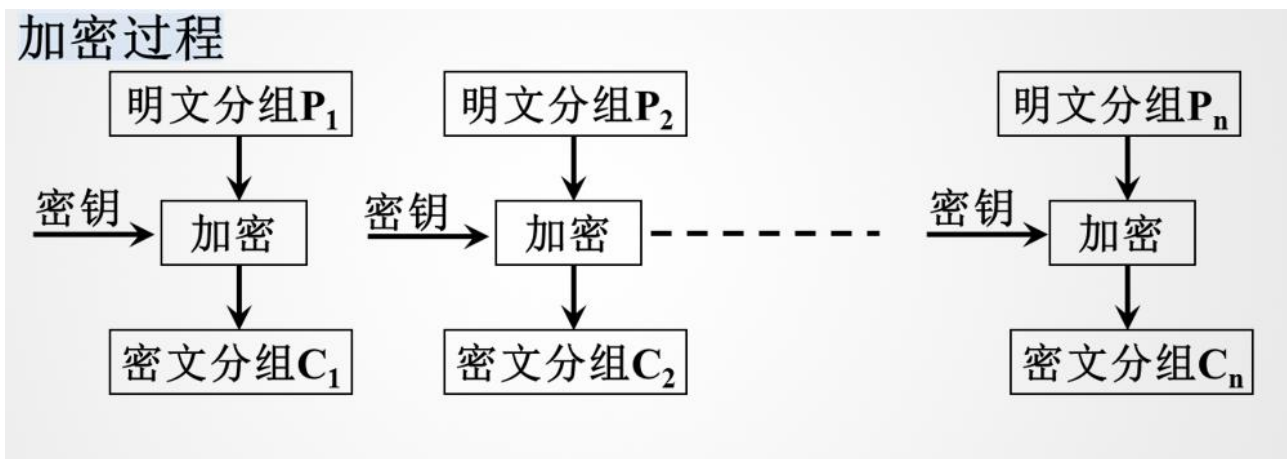 加密过程
明文分组P₁ 明文分组P₂ 明文分组Pₙ
密钥 加密 密钥 加密 密钥 加密
密文分组C₁ 密文分组C₂ 密文分组Cₙ